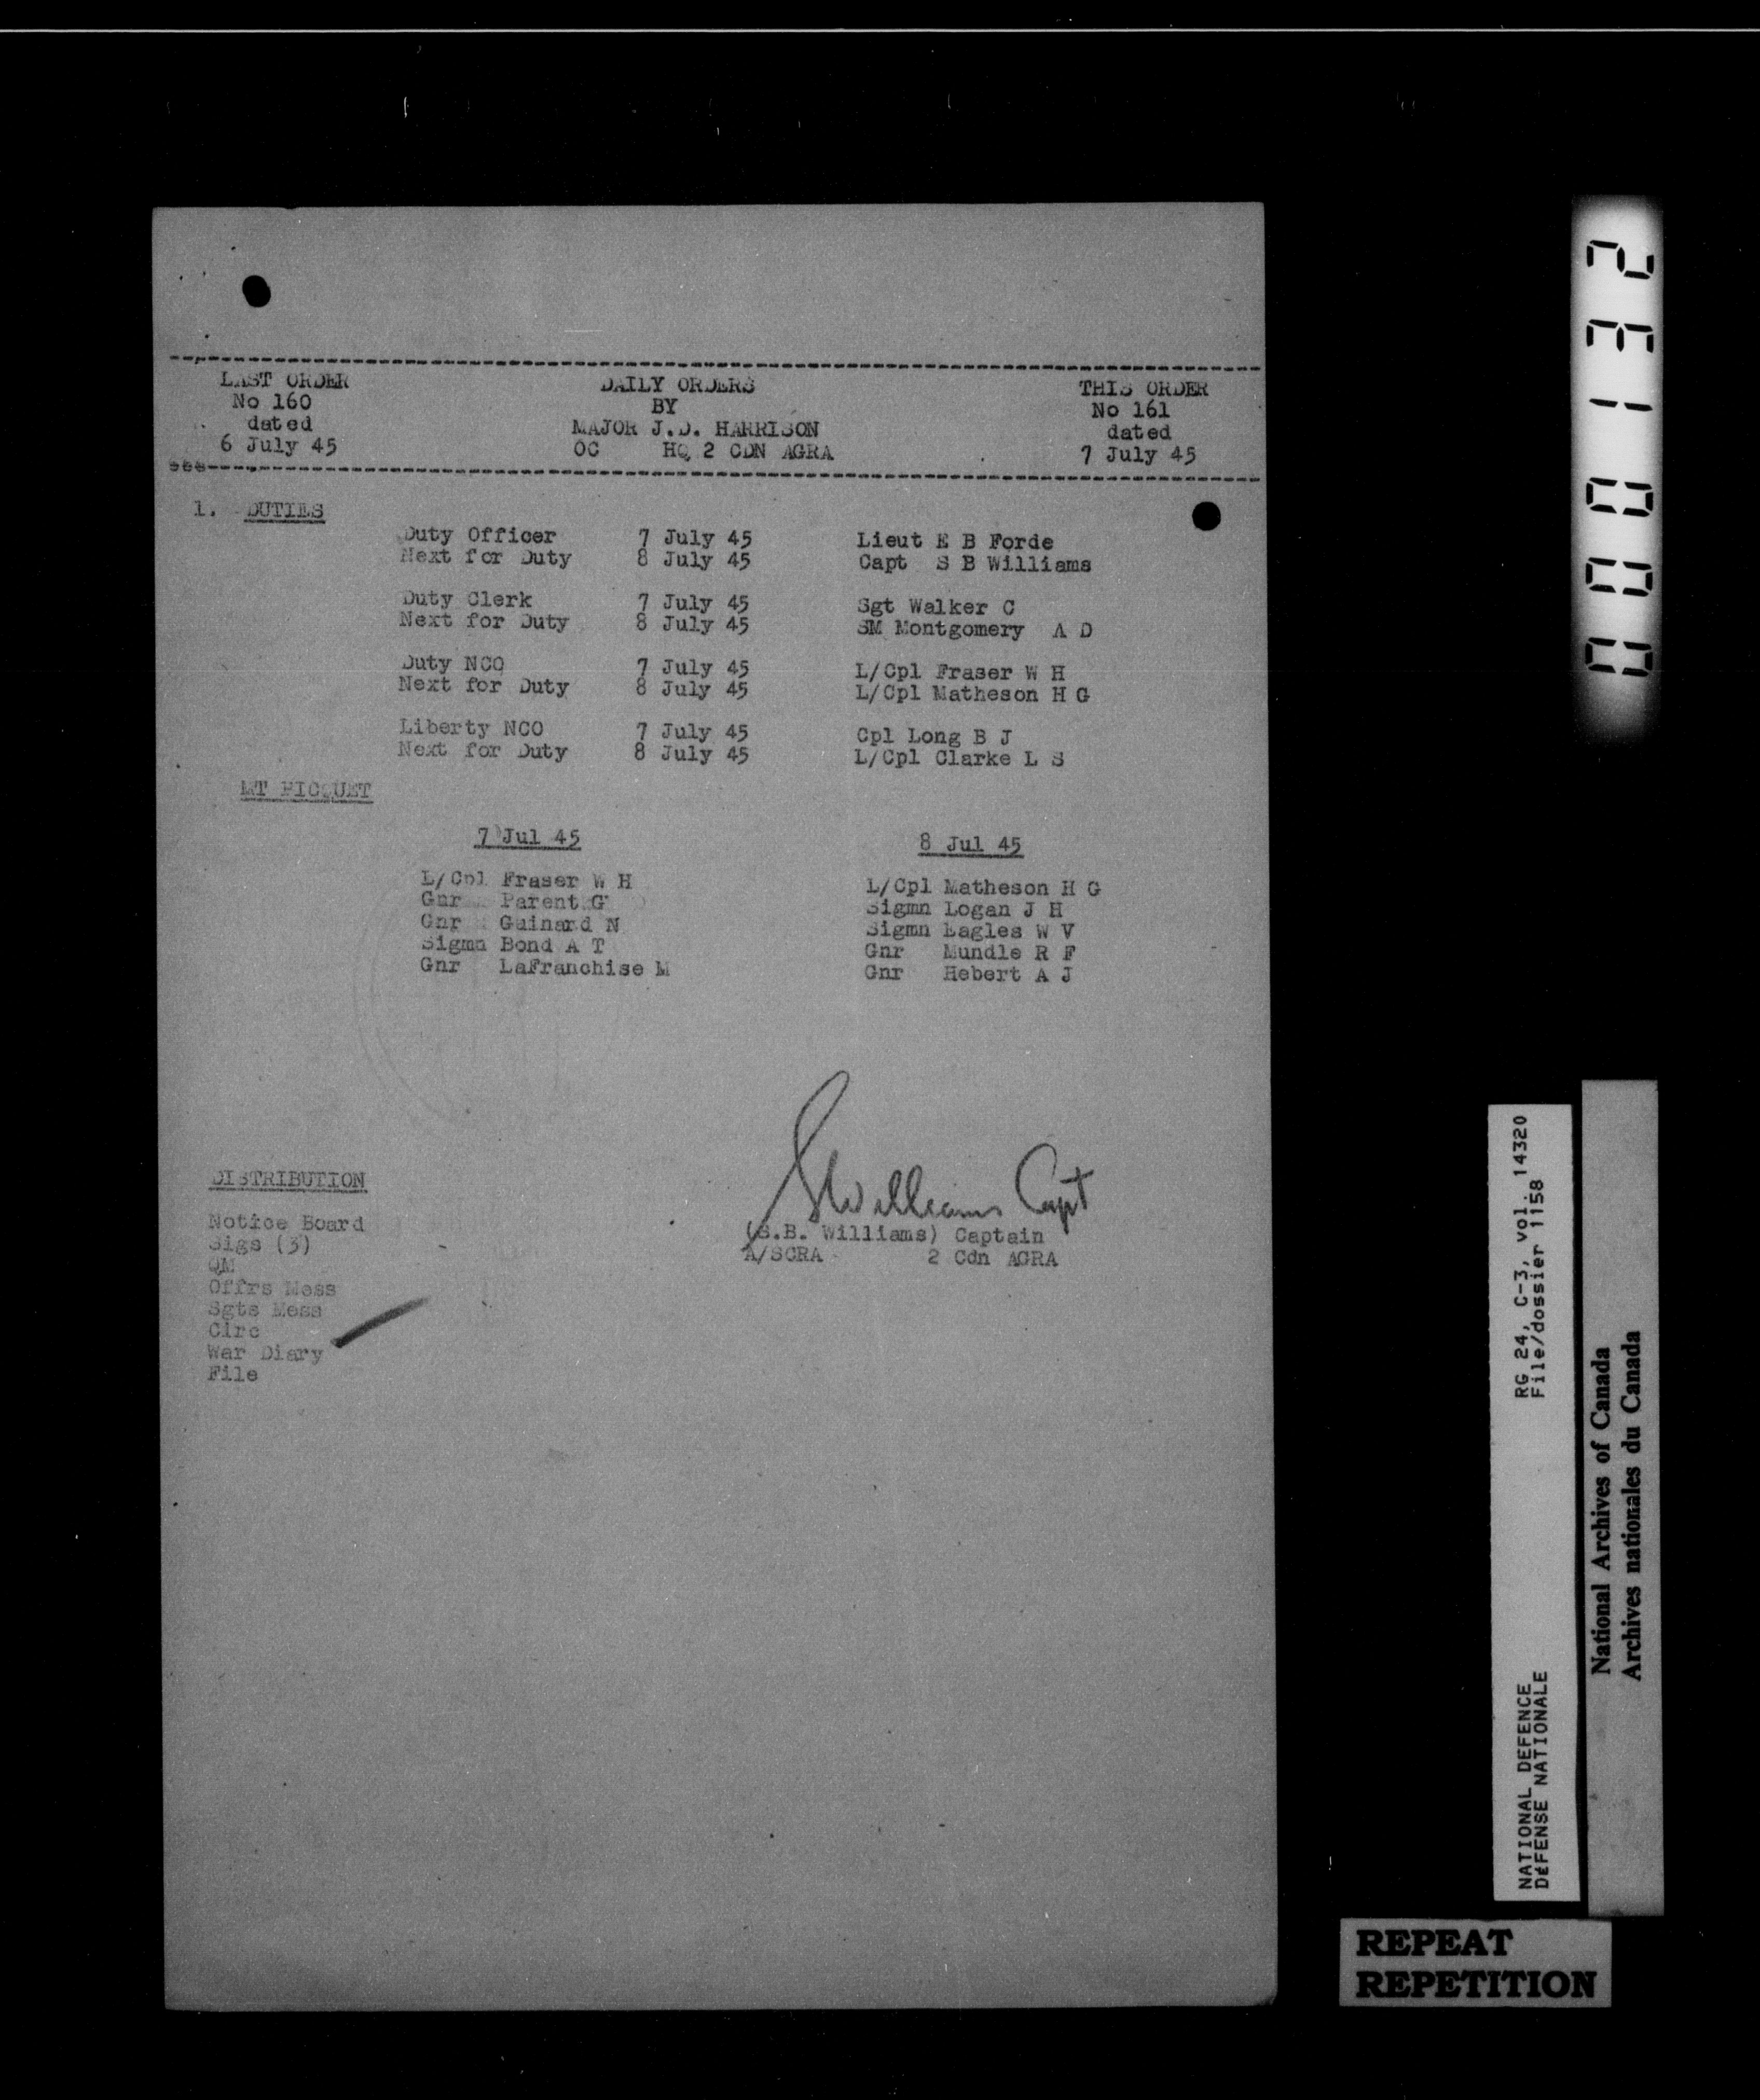 LAST ORDER DAILY ORDERS THIS ORDER
No 160 BY No 161
dated MAJOR J.D. HARRISON dated
6 July 45 OC HQ 2 CDN AGRA 7 July 45
1. DUTIES
Duty Officer 7 July 45 Lieut E B Forde
Next for Duty 8 July 45 Capt S B Williams
Duty Clerk 7 July 45 Sgt Walker C
Next for Duty 8 July 45 SM Montgomery A D
Duty NCO 7 July 45 L/Cpl Fraser W H
Next for Duty 8 July 45 L/Cpl Matheson H G
Liberty NCO 7 July 45 Cpl Long B J
Next for Duty 8 July 45 L/Cpl Clarke L S
MT PICQUET
7 Jul 45 8 Jul 45
L/Cpl Fraser W H L/Cpl Matheson H G
Gnr Parent G Sigmn Logan J H
Gnr Guinard N Sigmn Eagles W V
Sigmn Bond A T Gnr Mundle R F
Gnr LaFranchise M Gnr Hebert A J
SWilliams Capt
(S.B. Williams) Captain
A/SCRA 2 Cdn AGRA
DISTRIBUTION
Notice Board
Sigs (3)
QM
Offrs Mess
Sgts Mess
Circ
War Diary
File
000132
RG 24, C-3, vol. 14320
File/dossier 1158
NATIONAL DEFENCE
DÉFENSE NATIONALE
National Archives of Canada
Archives nationales du Canada
REPEAT
REPETITION